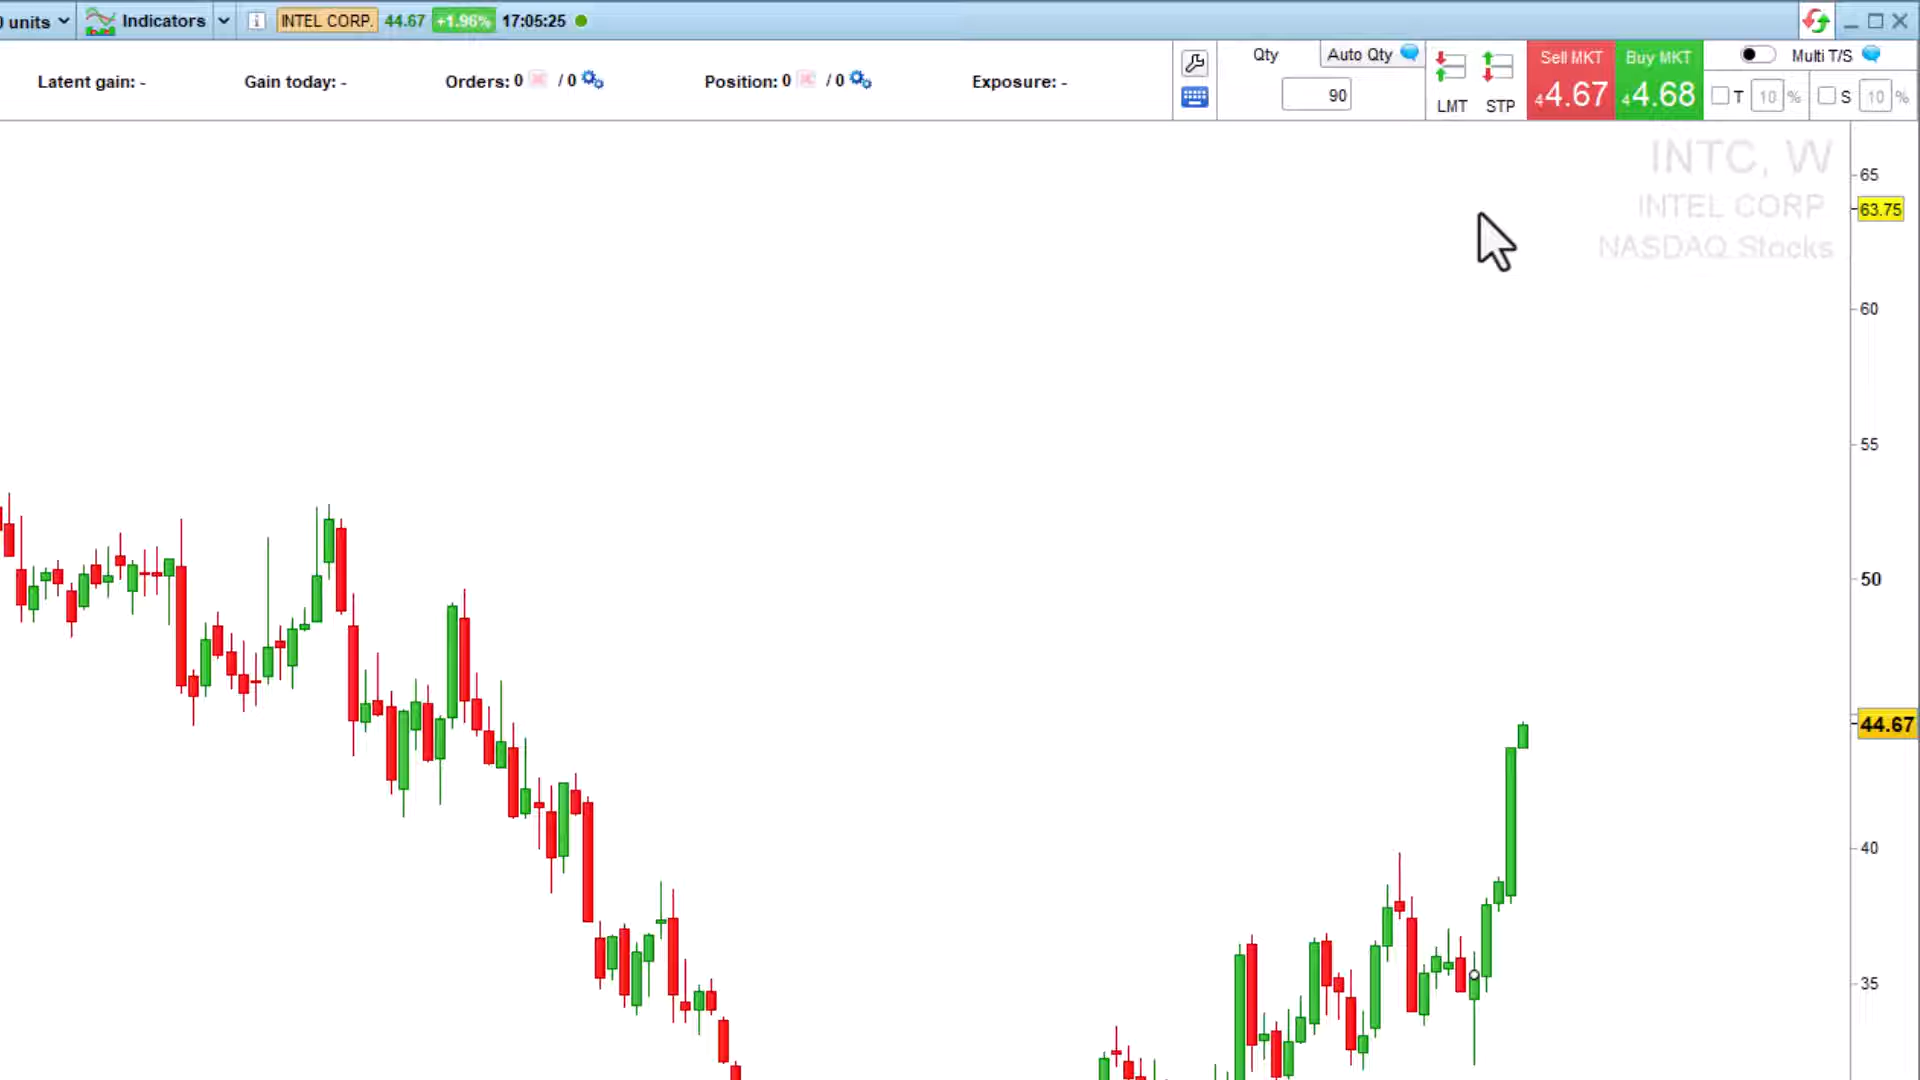 0 units Indicators INTEL CORP. 44.67 +1.96% 17:05:25
Latent gain: - Gain today: - Orders: 0 / 0 Position: 0 / 0 Exposure: -
Qty Auto Qty
90
LMT STP
Sell MKT
44.67
Buy MKT
44.68
Multi T/S
T 10 % S 10 %
INTC, W
INTEL CORP
NASDAQ Stocks
65
63.75
60
55
50
44.67
40
35